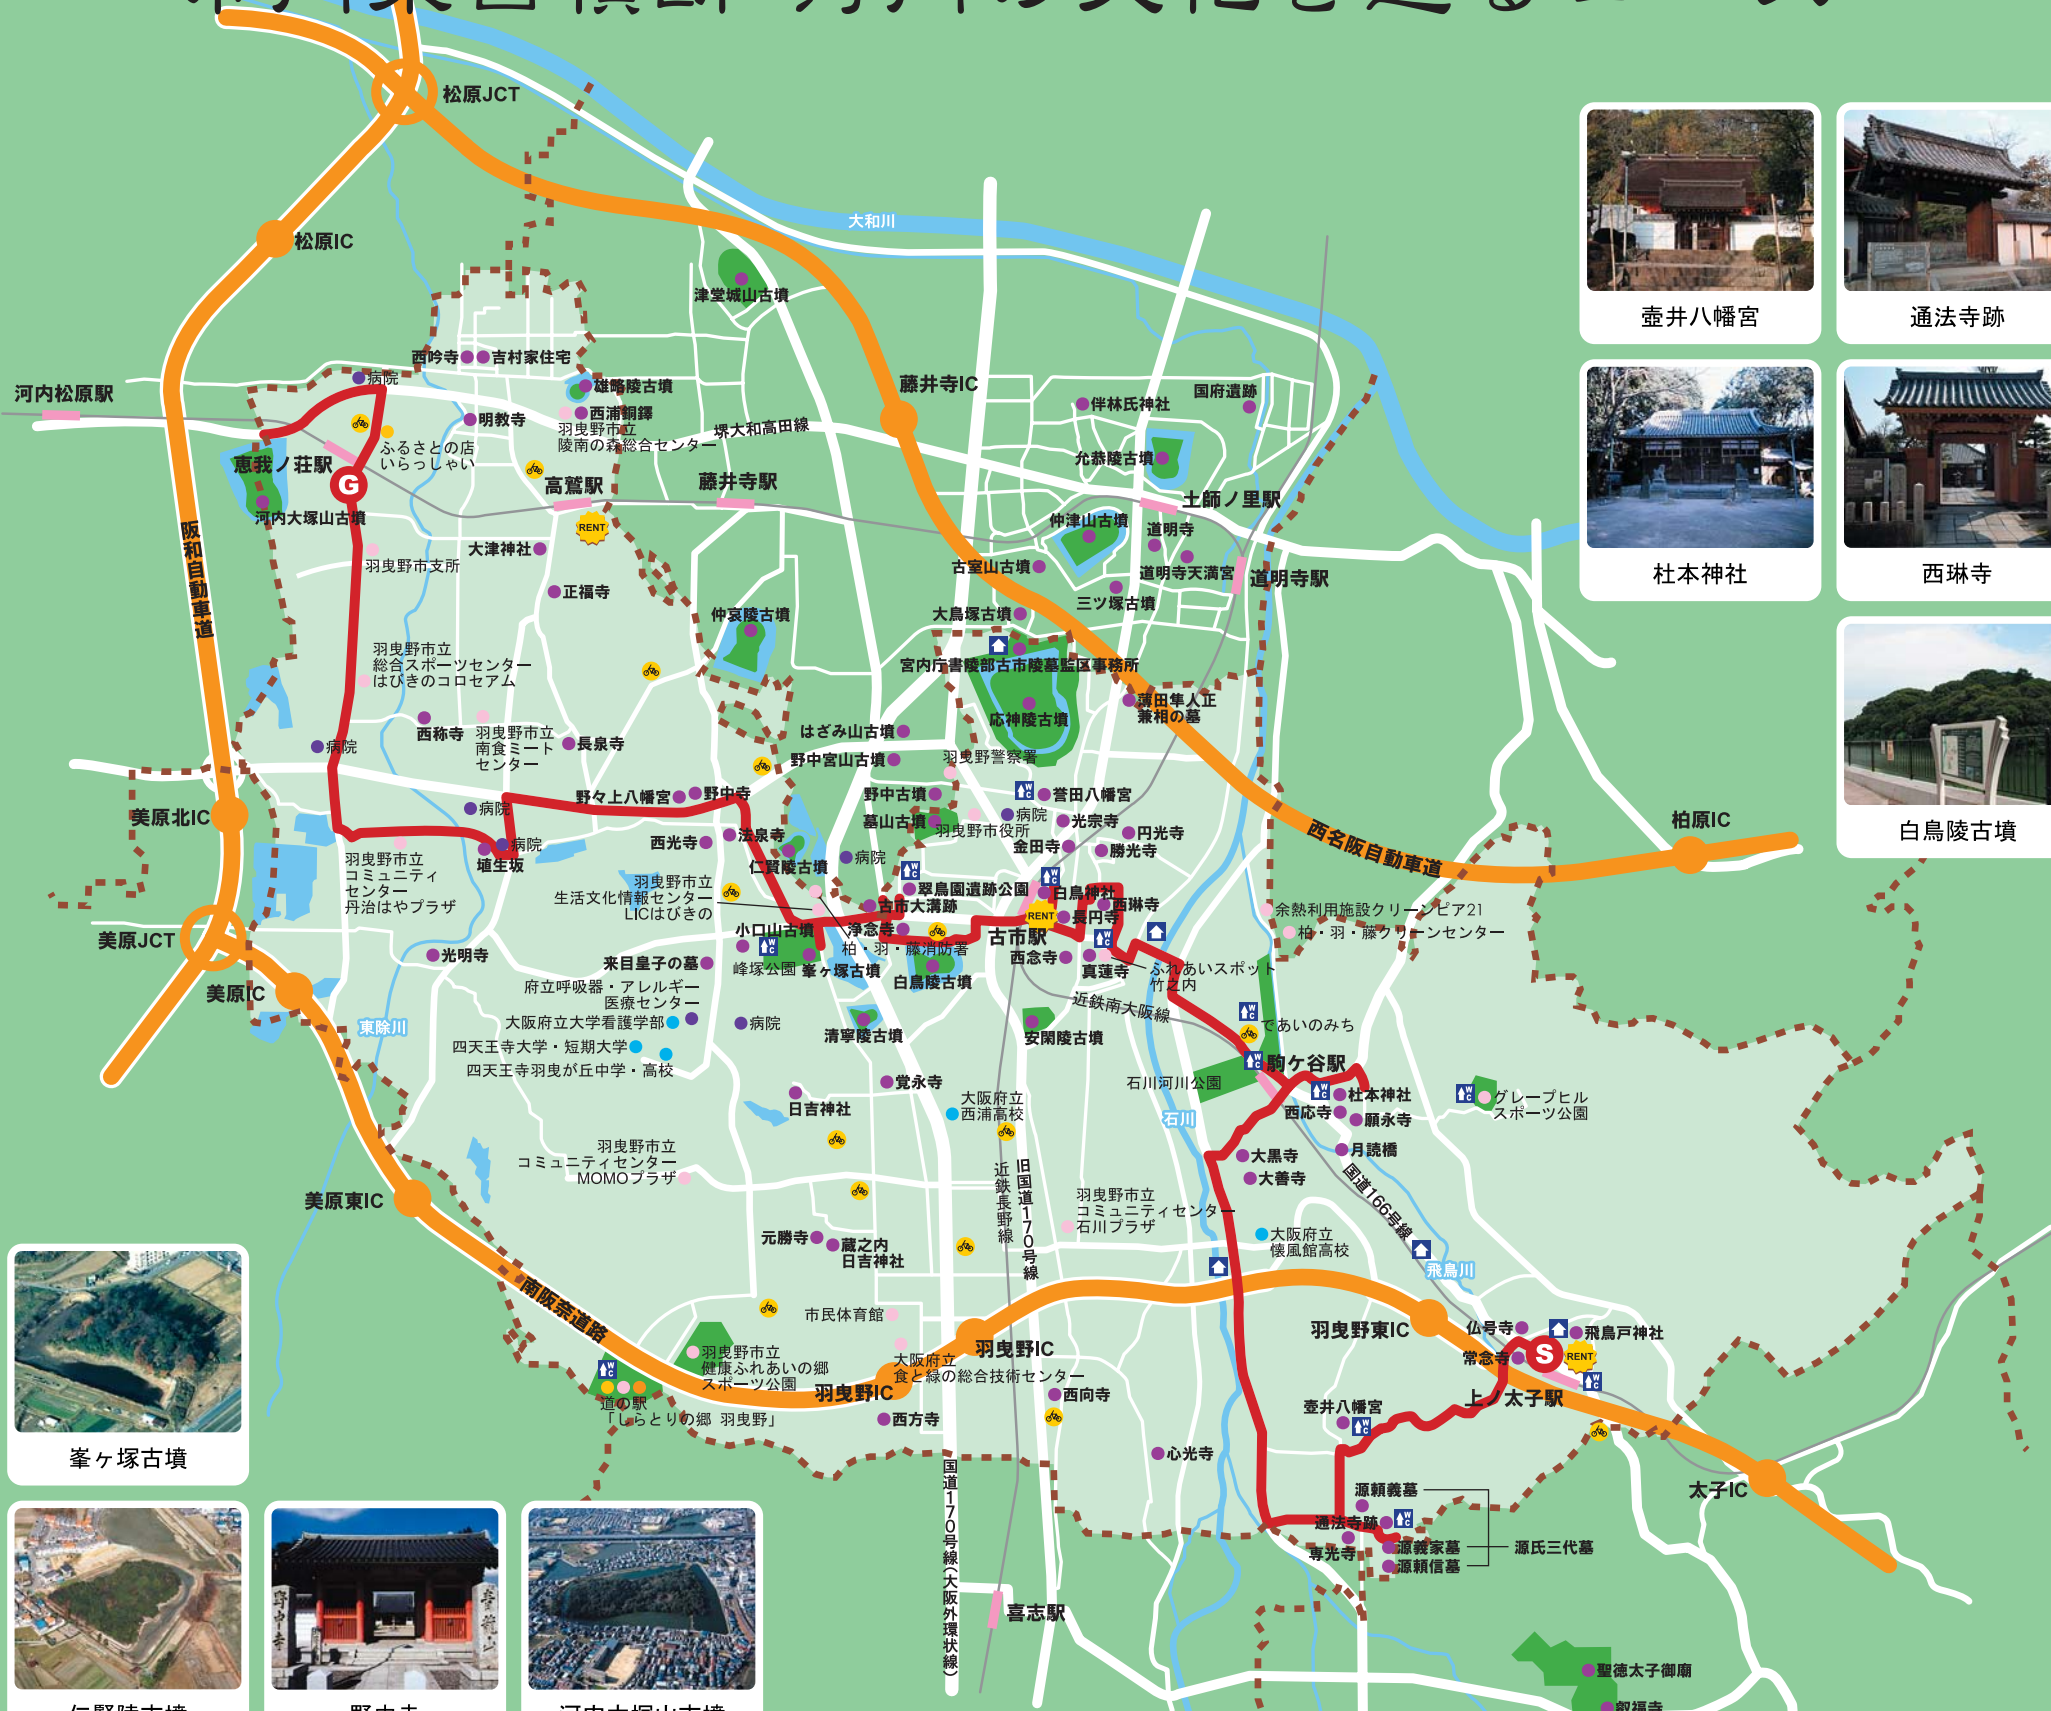 松原JCT
大和川
松原IC
津堂城山古墳
壺井八幡宮
通法寺跡
西吟寺
吉村家住宅
病院
河内松原駅
雄略陵古墳
藤井寺IC
国府遺跡
伴林氏神社
明教寺
西浦銅鐸
羽曳野市立
陵南の森総合センター
堺大和高田線
ふるさとの店
いらっしゃい
恵我ノ荘駅
G
允恭陵古墳
高鷲駅
藤井寺駅
土師ノ里駅
河内大塚山古墳
RENT
仲津山古墳
道明寺
阪和自動車道
大津神社
羽曳野市支所
古室山古墳
道明寺天満宮
道明寺駅
杜本神社
西琳寺
正福寺
三ツ塚古墳
仲哀陵古墳
大鳥塚古墳
羽曳野市立
総合スポーツセンター
はびきのコロセアム
宮内庁書陵部古市陵墓監区事務所
薄田隼人正
兼相の墓
応神陵古墳
西称寺
羽曳野市立
南食ミート
センター
長泉寺
病院
はざみ山古墳
野中宮山古墳
羽曳野警察署
野々上八幡宮
野中寺
野中古墳
誉田八幡宮
美原北IC
病院
墓山古墳
羽曳野市役所
病院
光宗寺
円光寺
西名阪自動車道
柏原IC
白鳥陵古墳
病院
埴生坂
西光寺
法泉寺
仁賢陵古墳
病院
金田寺
勝光寺
羽曳野市立
コミュニティ
センター
丹治はやプラザ
羽曳野市立
生活文化情報センター
LICはびきの
翠鳥園遺跡公園
白鳥神社
古市大溝跡
RENT
長円寺
西琳寺
余熱利用施設クリーンピア21
柏・羽・藤クリーンセンター
美原JCT
小口山古墳
浄念寺
古市駅
光明寺
来目皇子の墓
峰塚公園
峯ヶ塚古墳
柏・羽・藤消防署
西念寺
真蓮寺
ふれあいスポット
竹之内
美原IC
府立呼吸器・アレルギー
医療センター
白鳥陵古墳
近鉄南大阪線
東除川
大阪府立大学看護学部
病院
清寧陵古墳
安閑陵古墳
であいのみち
四天王寺大学・短期大学
四天王寺羽曳が丘中学・高校
駒ケ谷駅
石川河川公園
覚永寺
日吉神社
大阪府立
西浦高校
石川
杜本神社
西応寺
願永寺
グレープヒル
スポーツ公園
羽曳野市立
コミュニティセンター
MOMOプラザ
大黒寺
月読橋
大善寺
国道166号線
美原東IC
近鉄長野線
旧国道170号線
羽曳野市立
コミュニティセンター
石川プラザ
元勝寺
蔵之内
日吉神社
大阪府立
懐風館高校
飛鳥川
南阪奈道路
市民体育館
羽曳野IC
羽曳野東IC
仏号寺
飛鳥戸神社
S
RENT
常念寺
羽曳野市立
健康ふれあいの郷
スポーツ公園
大阪府立
食と緑の総合技術センター
羽曳野IC
道の駅
「しらとりの郷 羽曳野」
西方寺
西向寺
上ノ太子駅
壺井八幡宮
峯ヶ塚古墳
心光寺
国道170号線(大阪外環状線)
太子IC
源頼義墓
通法寺跡
専光寺
源義家墓
源頼信墓
源氏三代墓
喜志駅
聖徳太子御廟
叡福寺
仁賢陵古墳
野中寺
河内大塚山古墳